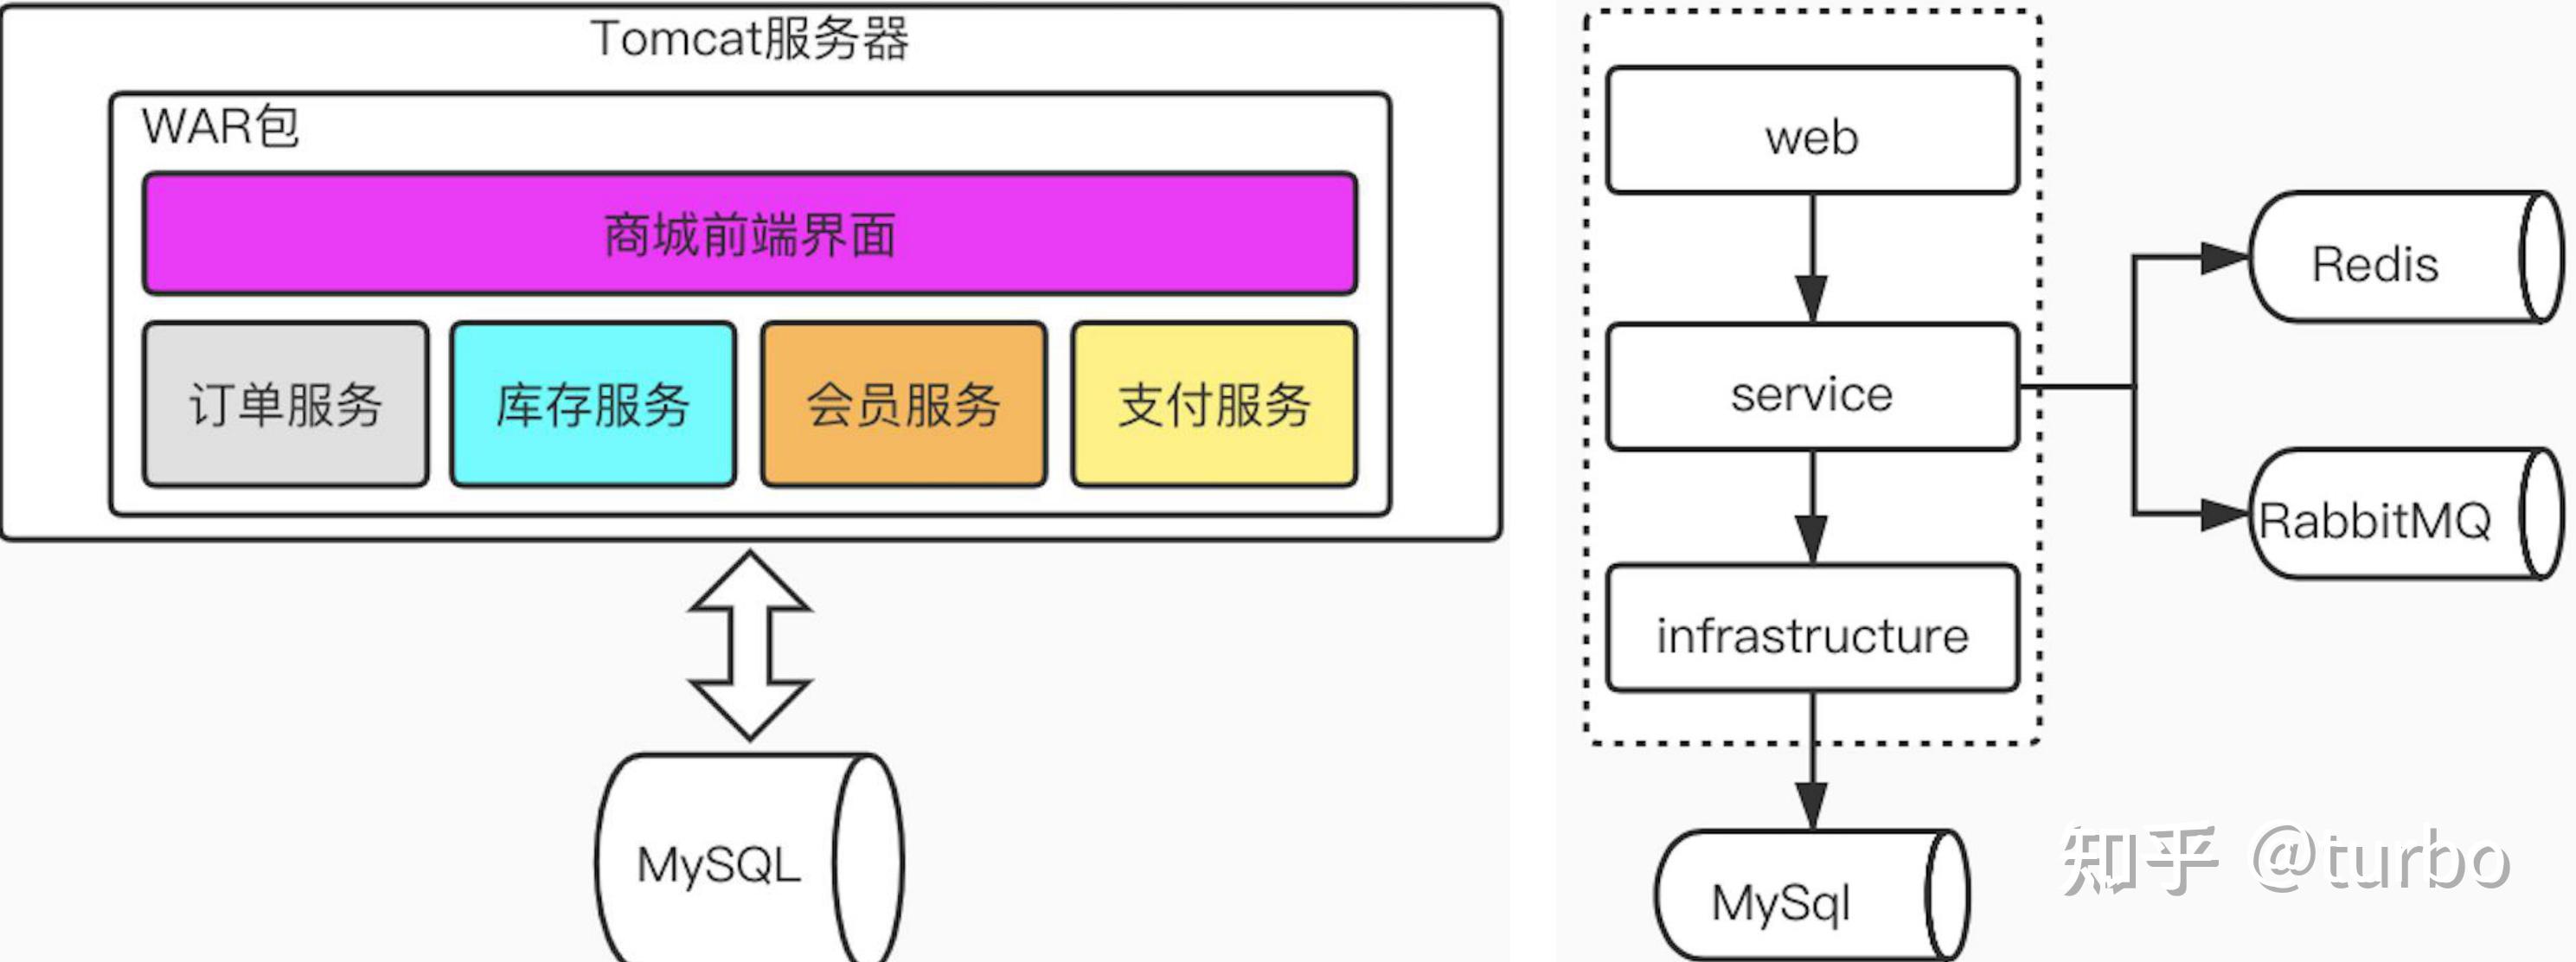 Tomcat服务器
WAR包
商城前端界面
订单服务
库存服务
会员服务
支付服务
MySQL
web
service
infrastructure
MySql
Redis
RabbitMQ
知乎 @turbo